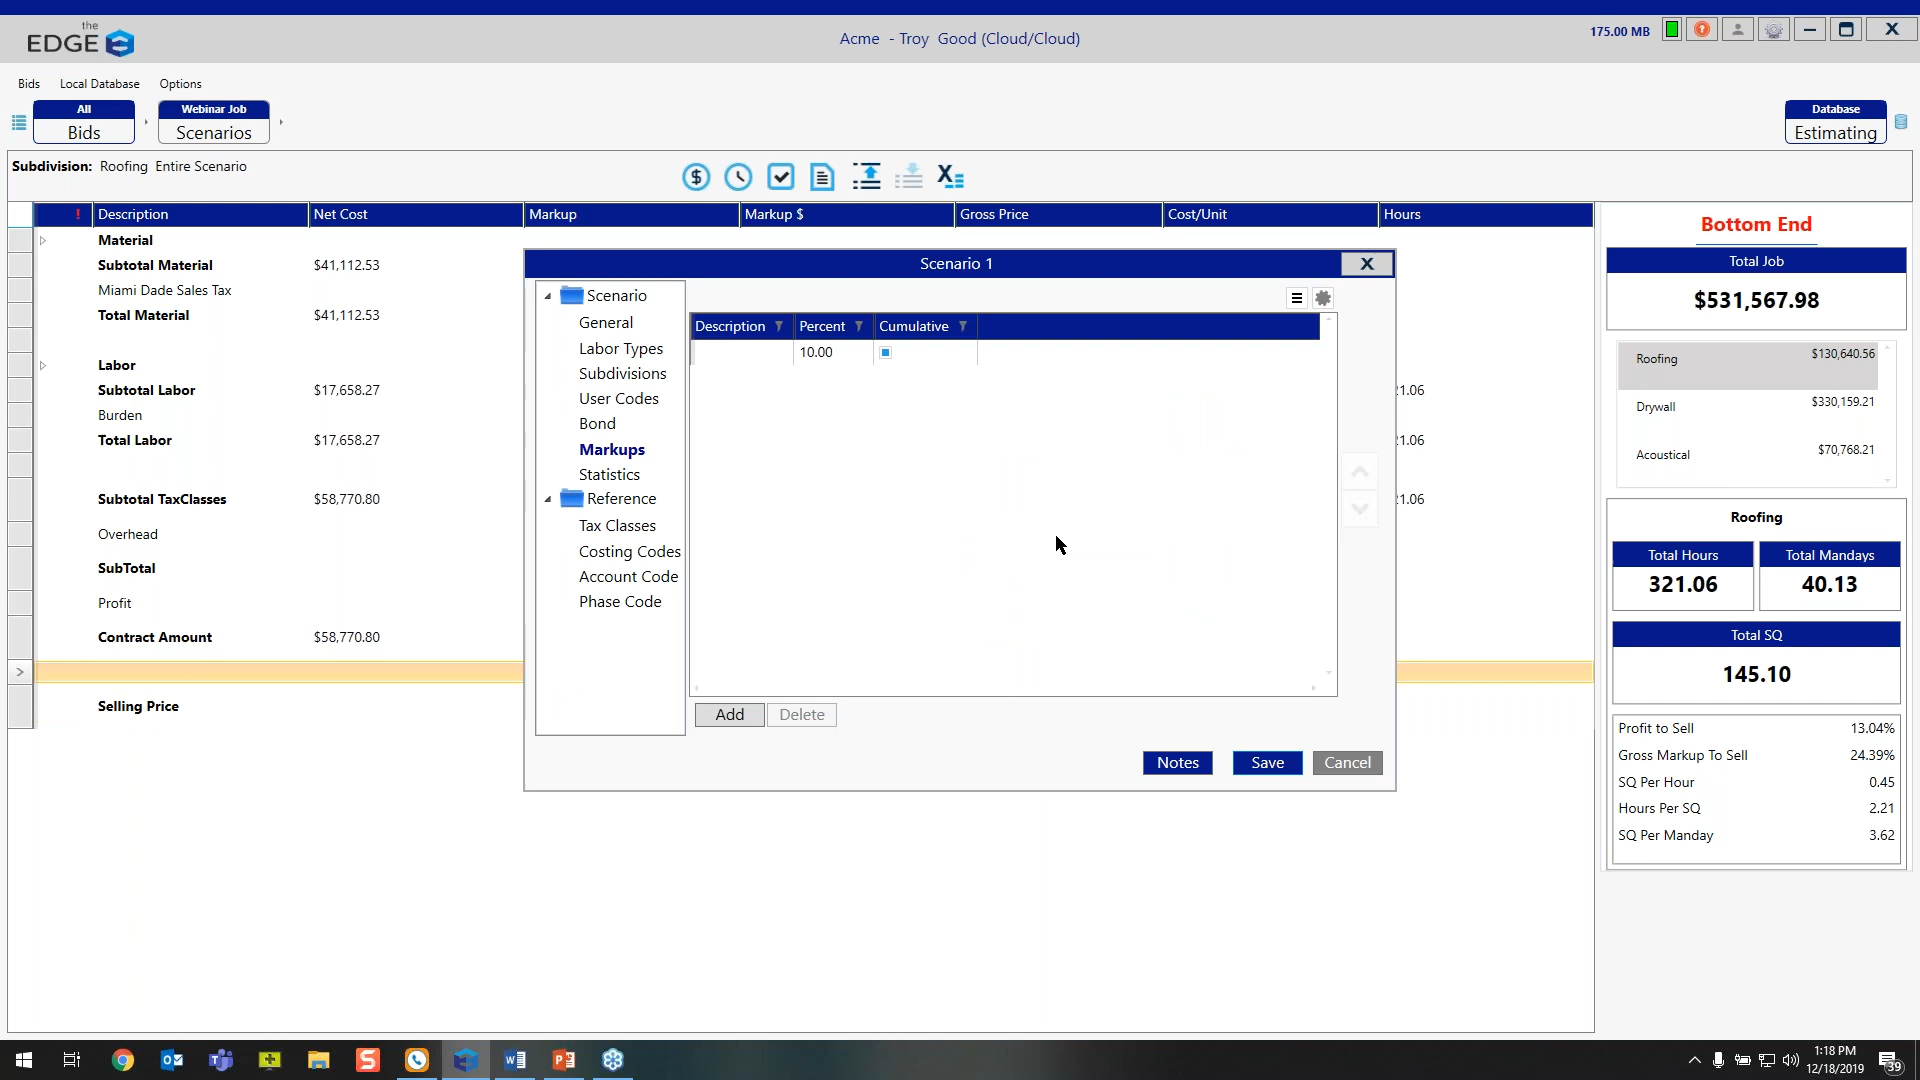 the
EDGE
Acme - Troy Good (Cloud/Cloud)
175.00 MB
X
Bids Local Database Options
All
Bids
Webinar Job
Scenarios
Database
Estimating
Subdivision: Roofing Entire Scenario
! Description Net Cost Markup Markup $ Gross Price Cost/Unit Hours
Material
Subtotal Material $41,112.53
Miami Dade Sales Tax
Total Material $41,112.53
Labor
Subtotal Labor $17,658.27 21.06
Burden
Total Labor $17,658.27 21.06
Subtotal TaxClasses $58,770.80 21.06
Overhead
SubTotal
Profit
Contract Amount $58,770.80
Selling Price
Scenario 1 X
Scenario
General
Labor Types
Subdivisions
User Codes
Bond
Markups
Statistics
Reference
Tax Classes
Costing Codes
Account Code
Phase Code
Description Percent Cumulative
10.00
Add Delete
Notes Save Cancel
Bottom End
Total Job
$531,567.98
Roofing $130,640.56
Drywall $330,159.21
Acoustical $70,768.21
Roofing
Total Hours Total Mandays
321.06 40.13
Total SQ
145.10
Profit to Sell 13.04%
Gross Markup To Sell 24.39%
SQ Per Hour 0.45
Hours Per SQ 2.21
SQ Per Manday 3.62
1:18 PM
12/18/2019
39